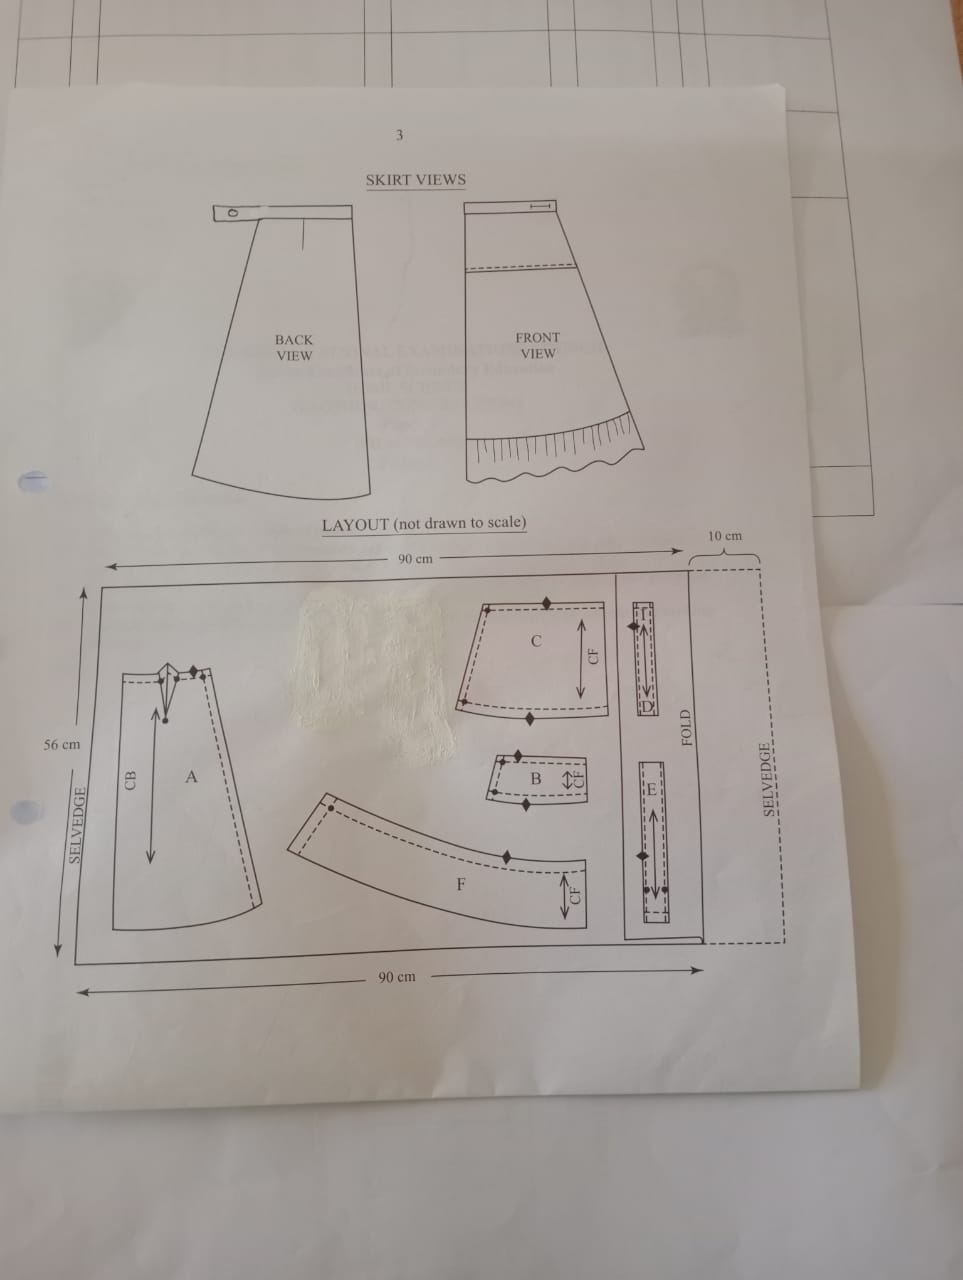 3
SKIRT VIEWS
BACK
VIEW
FRONT
VIEW
LAYOUT (not drawn to scale)
10 cm
90 cm
C
CF
D
56 cm
SELVEDGE
CB
A
B
CF
E
FOLD
SELVEDGE
F
CF
90 cm